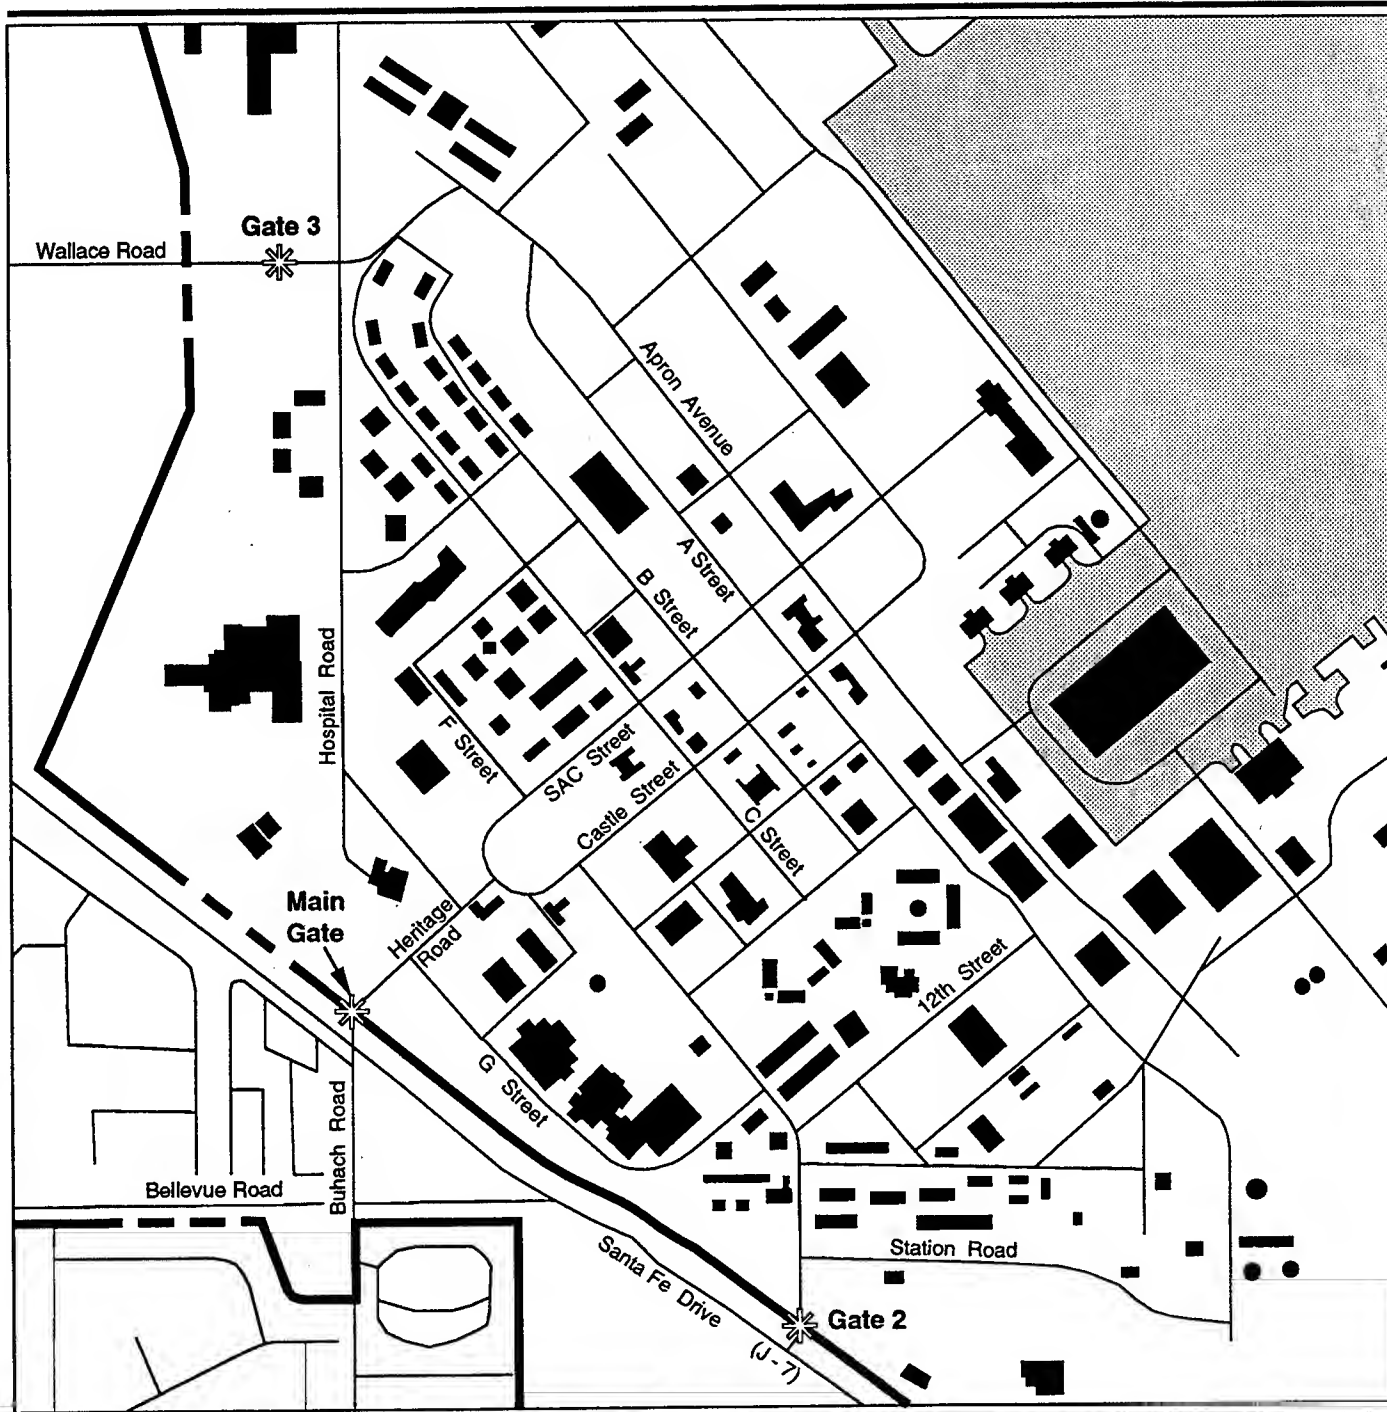 Gate 3
Wallace Road
Apron Avenue
A Street
B Street
Hospital Road
F Street
SAC Street
Castle Street
C Street
Main
Gate
Heritage
Road
12th Street
G Street
Buhach Road
Bellevue Road
Station Road
Santa Fe Drive
(J - 7)
Gate 2